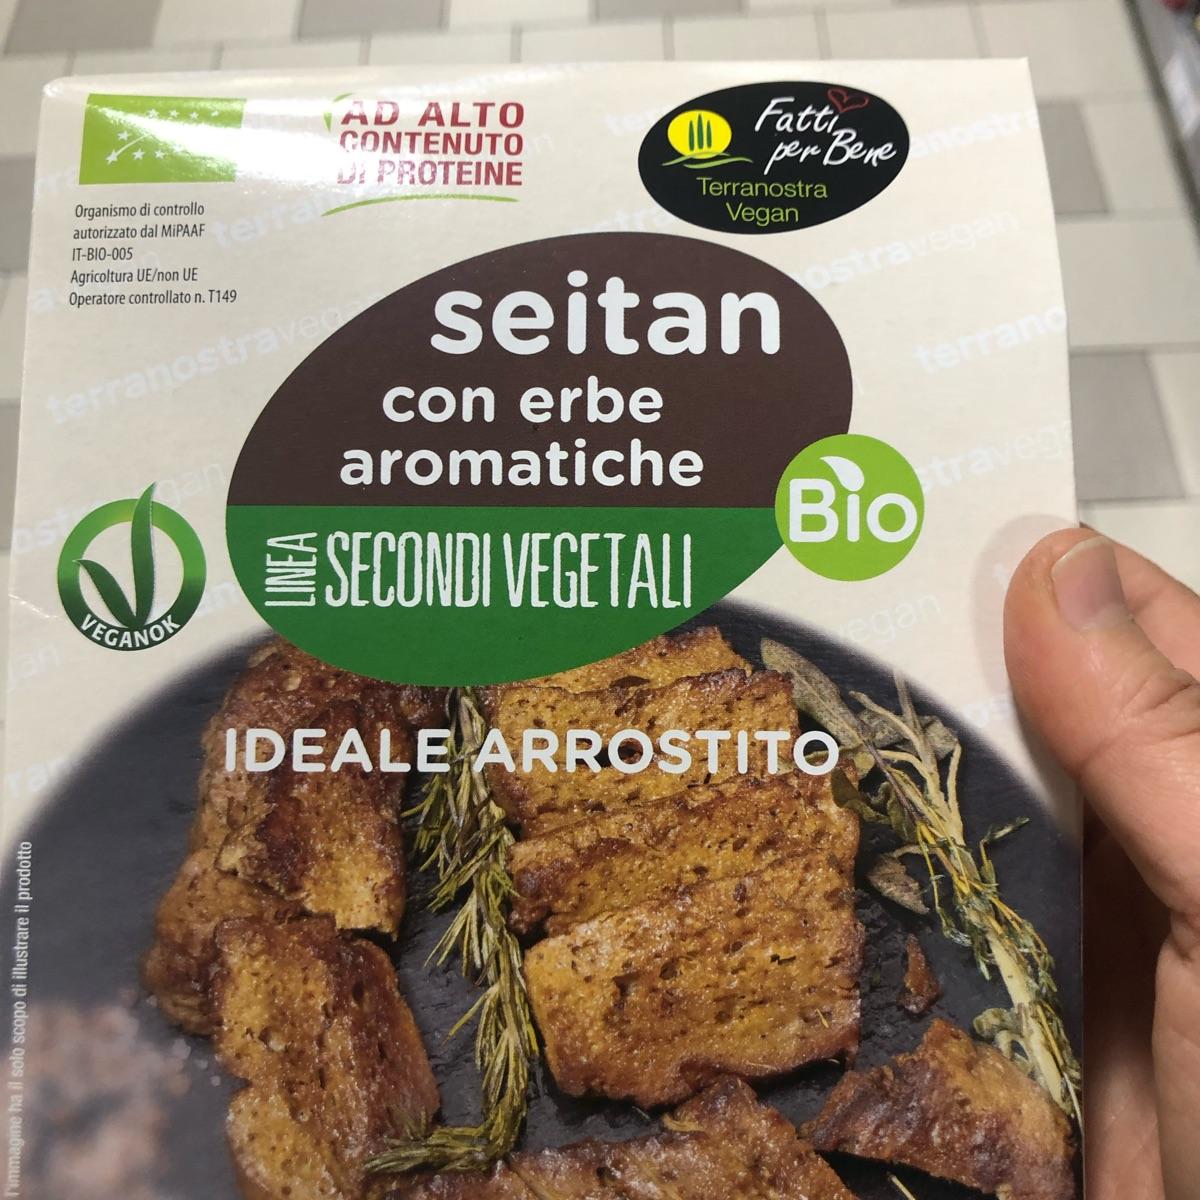 AD ALTO
CONTENUTO
DI PROTEINE
Fatti
per Bene
Terranostra
Vegan
Organismo di controllo
autorizzato dal MiPAAF
IT-BIO-005
Agricoltura UE/non UE
Operatore controllato n. T149
seitan
con erbe
aromatiche
Bio
LINEA SECONDI VEGETALI
VEGANOK
IDEALE ARROSTITO
l'immagine ha il solo scopo di illustrare il prodotto
terranostravegan